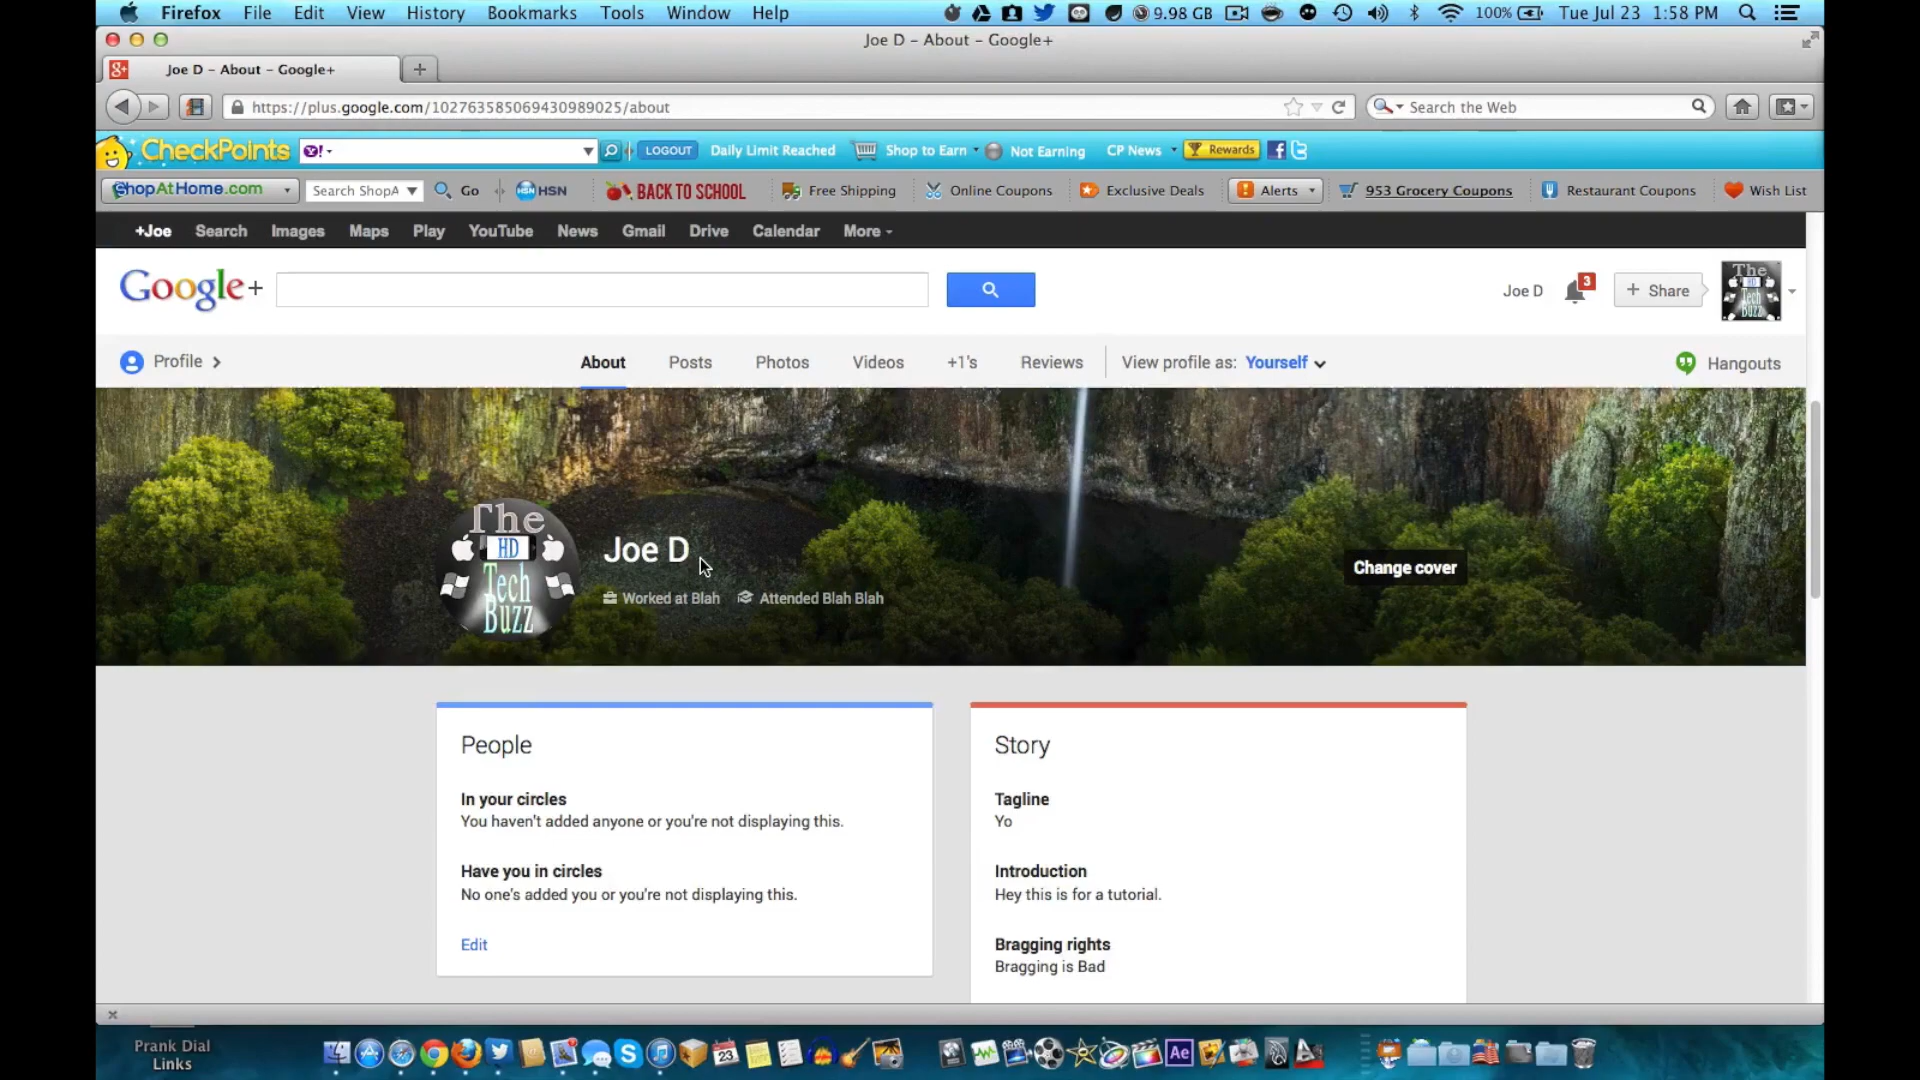 Firefox File Edit View History Bookmarks Tools Window Help 9.98 GB 100% Tue Jul 23 1:58 PM
Joe D – About – Google+
Joe D – About – Google+
https://plus.google.com/102763585069430989025/about Search the Web
CheckPoints Y! LOGOUT Daily Limit Reached Shop to Earn Not Earning CP News Rewards
ShopAtHome.com Search ShopA Go HSN BACK TO SCHOOL Free Shipping Online Coupons Exclusive Deals Alerts 953 Grocery Coupons Restaurant Coupons Wish List
+Joe Search Images Maps Play YouTube News Gmail Drive Calendar More
Google+ Joe D 3 + Share The HD Tech Buzz
Profile About Posts Photos Videos +1's Reviews View profile as: Yourself Hangouts
The
HD
Tech
Buzz
Joe D
Change cover
Worked at Blah Attended Blah Blah
People
In your circles
You haven't added anyone or you're not displaying this.
Have you in circles
No one's added you or you're not displaying this.
Edit
Story
Tagline
Yo
Introduction
Hey this is for a tutorial.
Bragging rights
Bragging is Bad
Prank Dial
Links
23
Ae